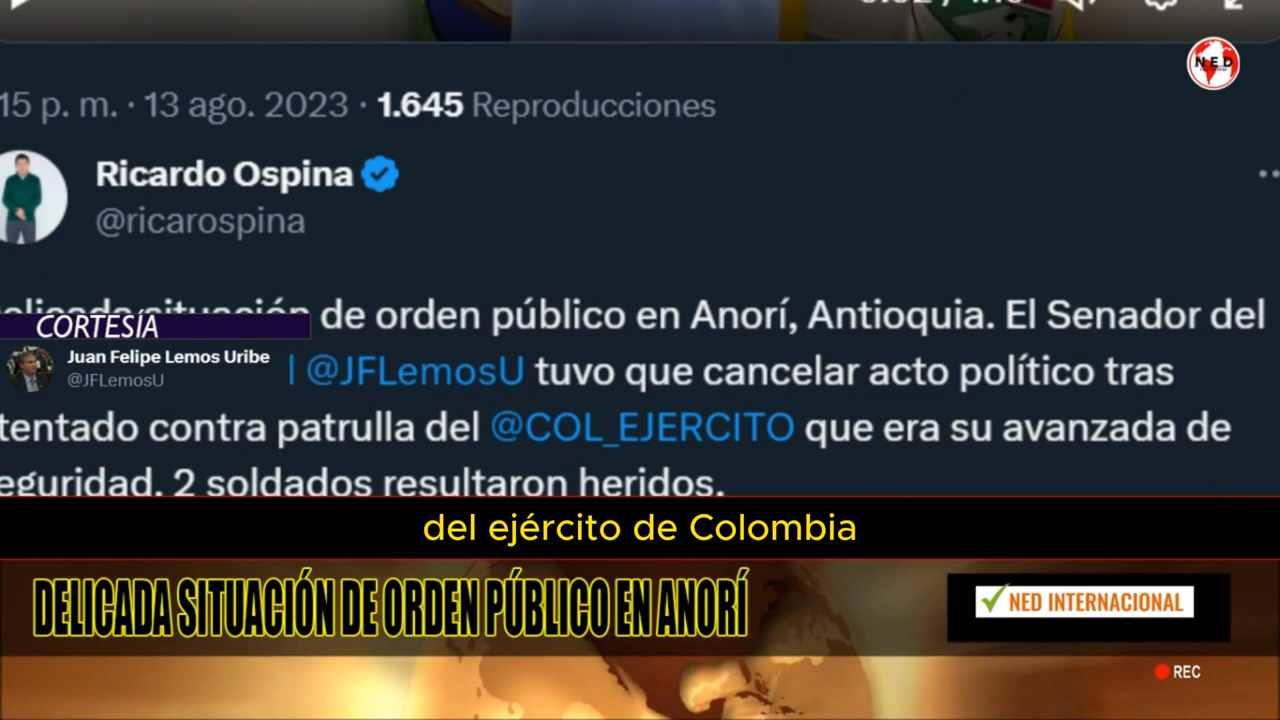 NED
15 p. m. · 13 ago. 2023 · 1.645 Reproducciones
Ricardo Ospina
@ricarospina
situación de orden público en Anorí, Antioquia. El Senador del
CORTESÍA
Juan Felipe Lemos Uribe
@JFLemosU
@JFLemosU tuvo que cancelar acto político tras
tentado contra patrulla del @COL_EJERCITO que era su avanzada de
eguridad. 2 soldados resultaron heridos.
del ejército de Colombia
DELICADA SITUACIÓN DE ORDEN PÚBLICO EN ANORÍ
NED INTERNACIONAL
REC